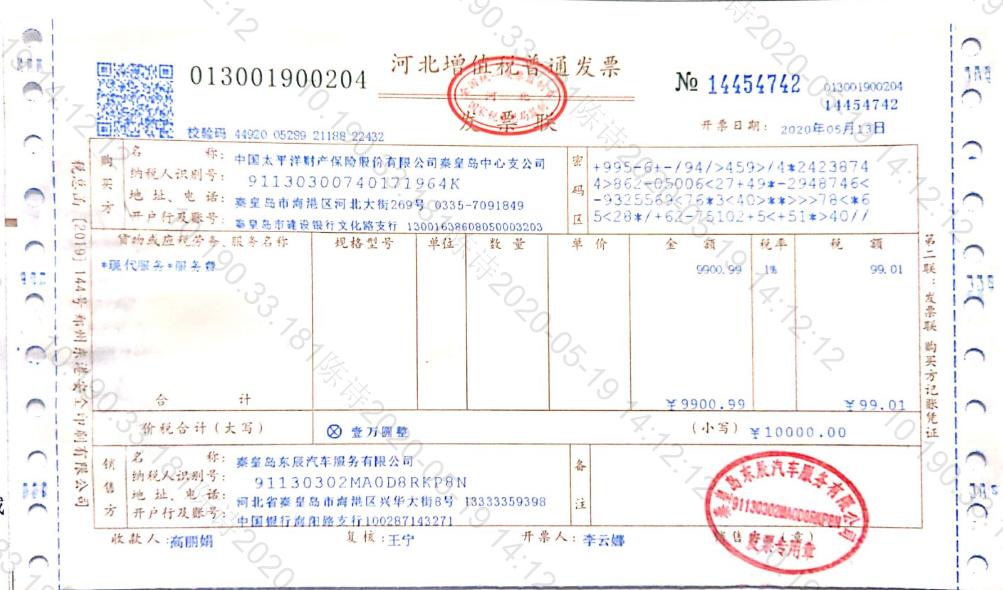 河北增值税普通发票
013001900204
发票联
№ 14454742
013001900204
14454742
校验码 44920 05289 21188 22432
开票日期: 2020年05月13日
购买方
名 称: 中国太平洋财产保险股份有限公司秦皇岛中心支公司
纳税人识别号: 91130300740171964K
地址、电话: 秦皇岛市海港区河北大街269号 0335-7091849
开户行及账号: 秦皇岛市建设银行文化路支行 13001638608050003203
密码区
+995-6+-/94/>459>/4*2423874
4>862-05006<27+49*-2948746<
-9325569<76*3<40>**>>>78<*6
5<28*/+62-75102+5<+51*>40//
货物或应税劳务、服务名称 规格型号 单位 数量 单价 金额 税率 税额
*现代服务*服务费 9900.99 1% 99.01
合 计 ¥9900.99 ¥99.01
价税合计(大写) ⊗ 壹万圆整 (小写) ¥10000.00
销售方
名 称: 秦皇岛东辰汽车服务有限公司
纳税人识别号: 91130302MA0D8RKP8N
地址、电话: 河北省秦皇岛市海港区兴华大街8号 13333359398
开户行及账号: 中国银行海阳路支行100287143271
备注
收款人: 高丽娟 复核: 王宁 开票人: 李云娜 销售方:(章)
秦皇岛东辰汽车服务有限公司
91130302MA0D8RKP8N
发票专用章
第二联:发票联 购买方记账凭证
税总函〔2019〕144号郑州东港安全印刷有限公司
10.190.33.181陈诗2020-05-19 14:12:12